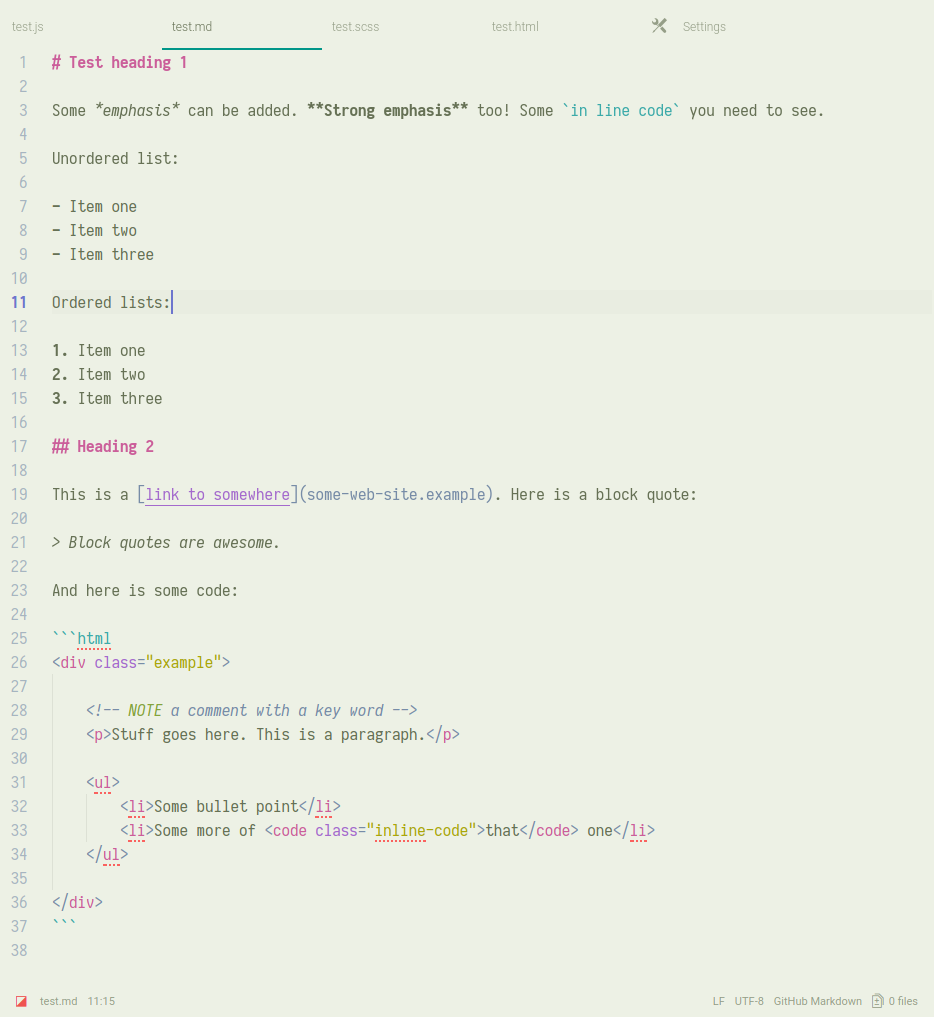 test.js test.md test.scss test.html Settings
1 # Test heading 1
2
3 Some *emphasis* can be added. **Strong emphasis** too! Some `in line code` you need to see.
4
5 Unordered list:
6
7 - Item one
8 - Item two
9 - Item three
10
11 Ordered lists:
12
13 1. Item one
14 2. Item two
15 3. Item three
16
17 ## Heading 2
18
19 This is a [link to somewhere](some-web-site.example). Here is a block quote:
20
21 > Block quotes are awesome.
22
23 And here is some code:
24
25 ```html
26 <div class="example">
27
28     <!-- NOTE a comment with a key word -->
29     <p>Stuff goes here. This is a paragraph.</p>
30
31     <ul>
32         <li>Some bullet point</li>
33         <li>Some more of <code class="inline-code">that</code> one</li>
34     </ul>
35
36 </div>
37 ```
38
test.md 11:15 LF UTF-8 GitHub Markdown 0 files